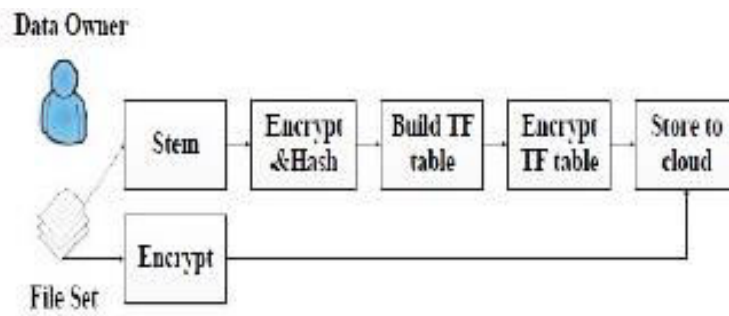 Data Owner
Stem
Encrypt
&Hash
Build TF
table
Encrypt
TF table
Store to
cloud
Encrypt
File Set